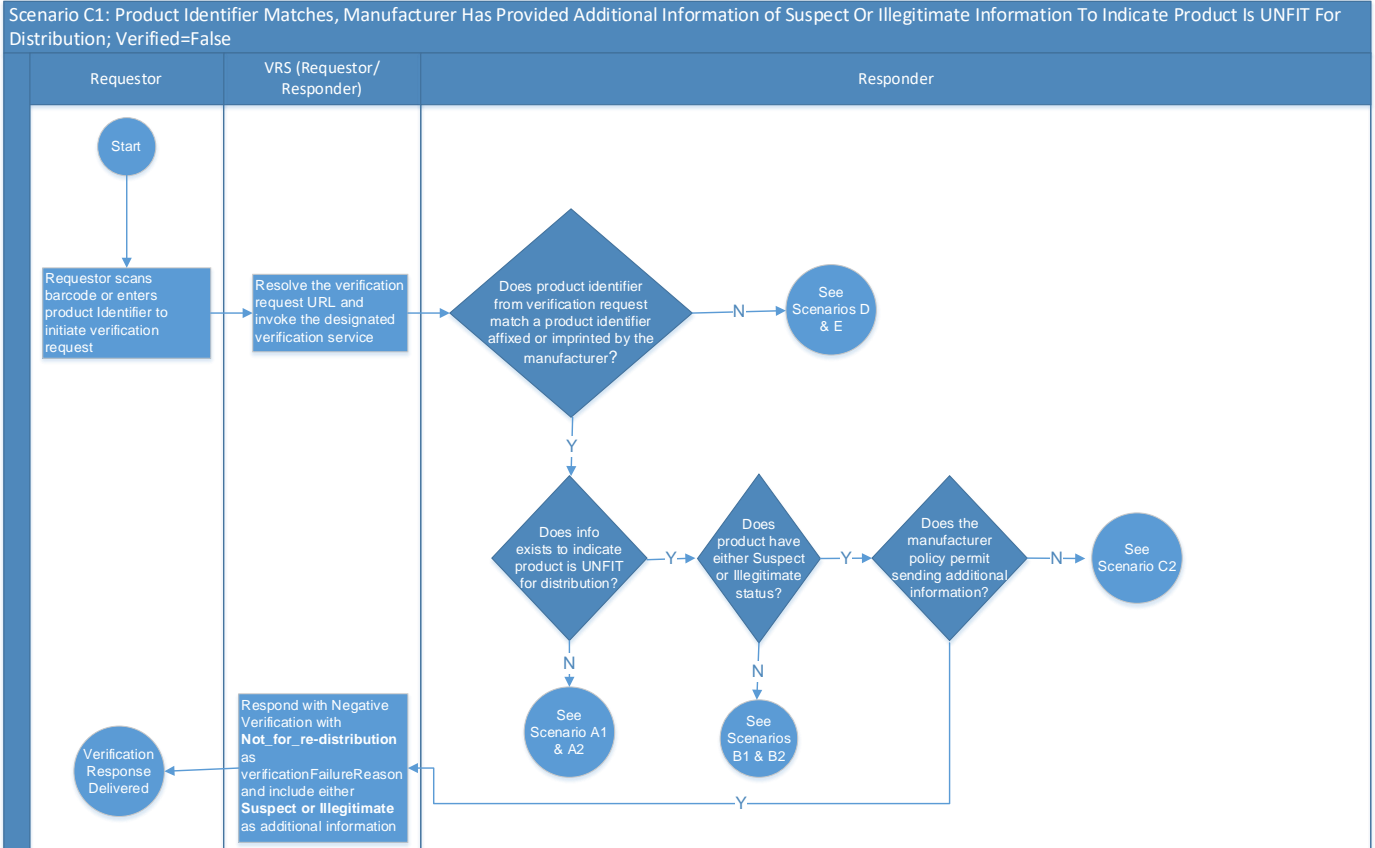 Scenario C1: Product Identifier Matches, Manufacturer Has Provided Additional Information of Suspect Or Illegitimate Information To Indicate Product Is UNFIT For
Distribution; Verified=False
Requestor
VRS (Requestor/
Responder)
Responder
Start
Requestor scans
barcode or enters
product Identifier to
initiate verification
request
Resolve the verification
request URL and
invoke the designated
verification service
Does product identifier
from verification request
match a product identifier
affixed or imprinted by the
manufacturer?
N
See
Scenarios D
& E
Y
Does info
exists to indicate
product is UNFIT
for distribution?
Y
Does
product have
either Suspect
or Illegitimate
status?
Y
Does the
manufacturer
policy permit
sending additional
information?
N
See
Scenario C2
N
See
Scenario A1
& A2
N
See
Scenarios
B1 & B2
Y
Respond with Negative
Verification with
Not_for_re-distribution
as
verificationFailureReason
and include either
Suspect or Illegitimate
as additional information
Verification
Response
Delivered